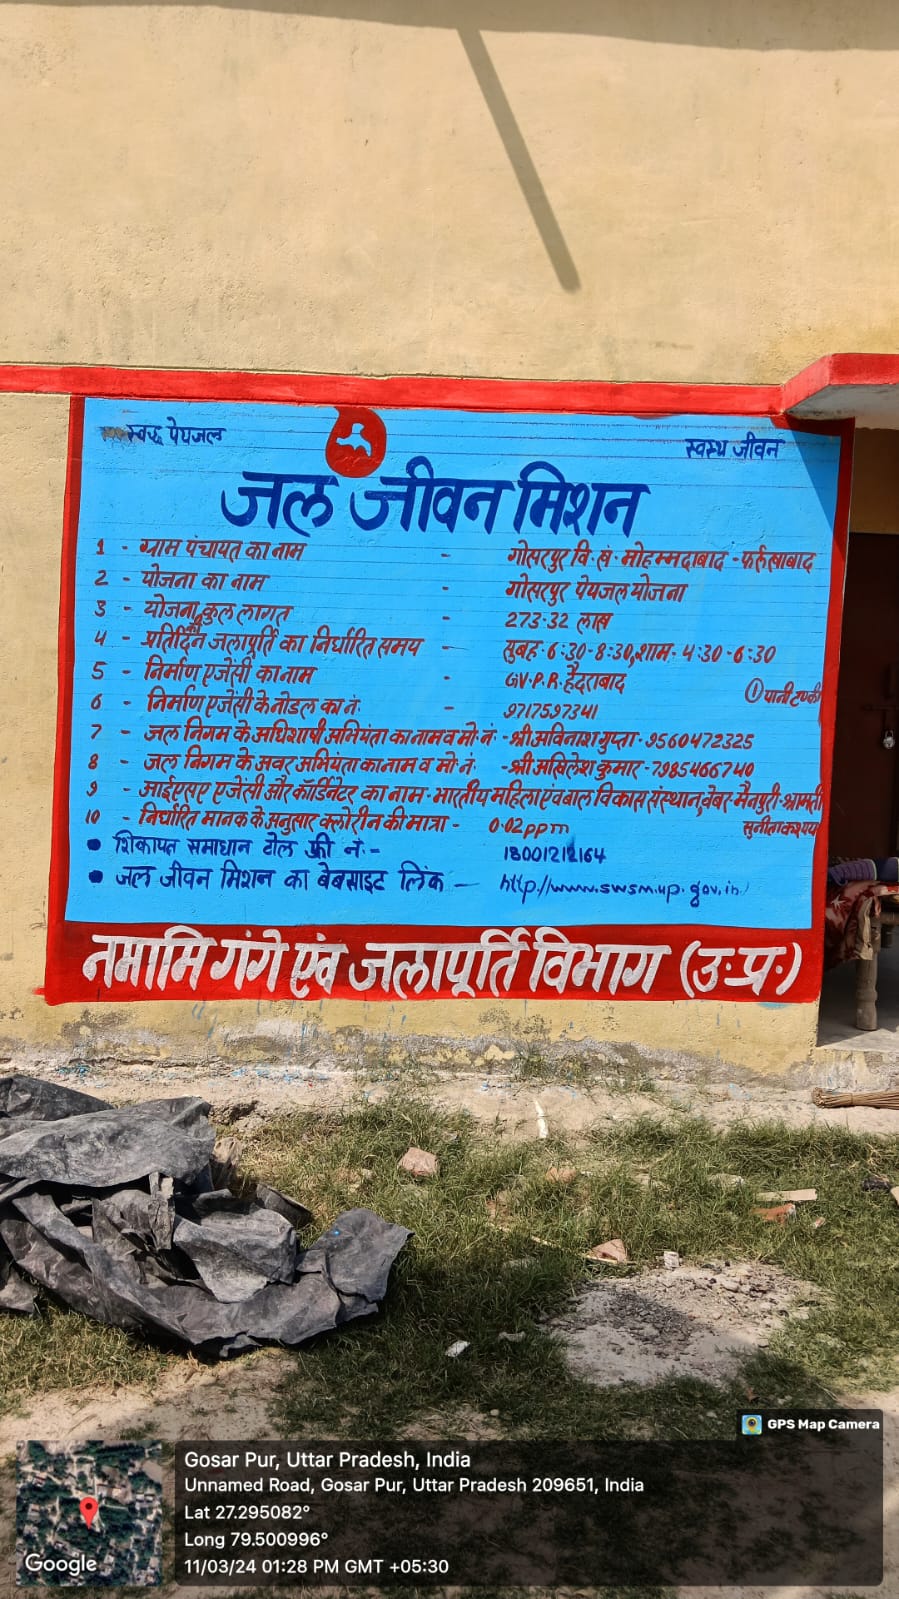 स्वच्छ पेयजल
स्वस्थ जीवन
जल जीवन मिशन
1 - ग्राम पंचायत का नाम - गोसरपुर वि.खं. मोहम्मदाबाद - फर्रुखाबाद
2 - योजना का नाम - गोसरपुर पेयजल योजना
3 - योजना कुल लागत - 273.32 लाख
4 - प्रतिदिन जलापूर्ति का निर्धारित समय - सुबह - 6:30-8:30, शाम - 4:30-6:30
5 - निर्माण एजेंसी का नाम - G.V.P.R. हैदराबाद
① पानी टण्की
6 - निर्माण एजेंसी के नोडल का नं. - 9717597341
7 - जल निगम के अधिशाषी अभियंता का नाम व मो. नं. - श्री अविनाश गुप्ता - 9560472325
8 - जल निगम के अवर अभियंता का नाम व मो. नं. - श्री अखिलेश कुमार - 7985466740
9 - आईएसए एजेंसी और कॉर्डिनेटर का नाम - भारतीय महिला एंव बाल विकास संस्थान, वेबर मैनपुरी - श्रीमती
सुनीता कश्यप
10 - निर्धारित मानक के अनुसार क्लोरीन की मात्रा - 0.02 ppm
• शिकायत समाधान टोल फ्री नं. - 18001212164
• जल जीवन मिशन का बेबसाइट लिंक - http://www.swsm.up.gov.in/
नमामि गंगे एंव जलापूर्ति विभाग (उ.प्र.)
GPS Map Camera
Gosar Pur, Uttar Pradesh, India
Unnamed Road, Gosar Pur, Uttar Pradesh 209651, India
Lat 27.295082°
Long 79.500996°
11/03/24 01:28 PM GMT +05:30
Google